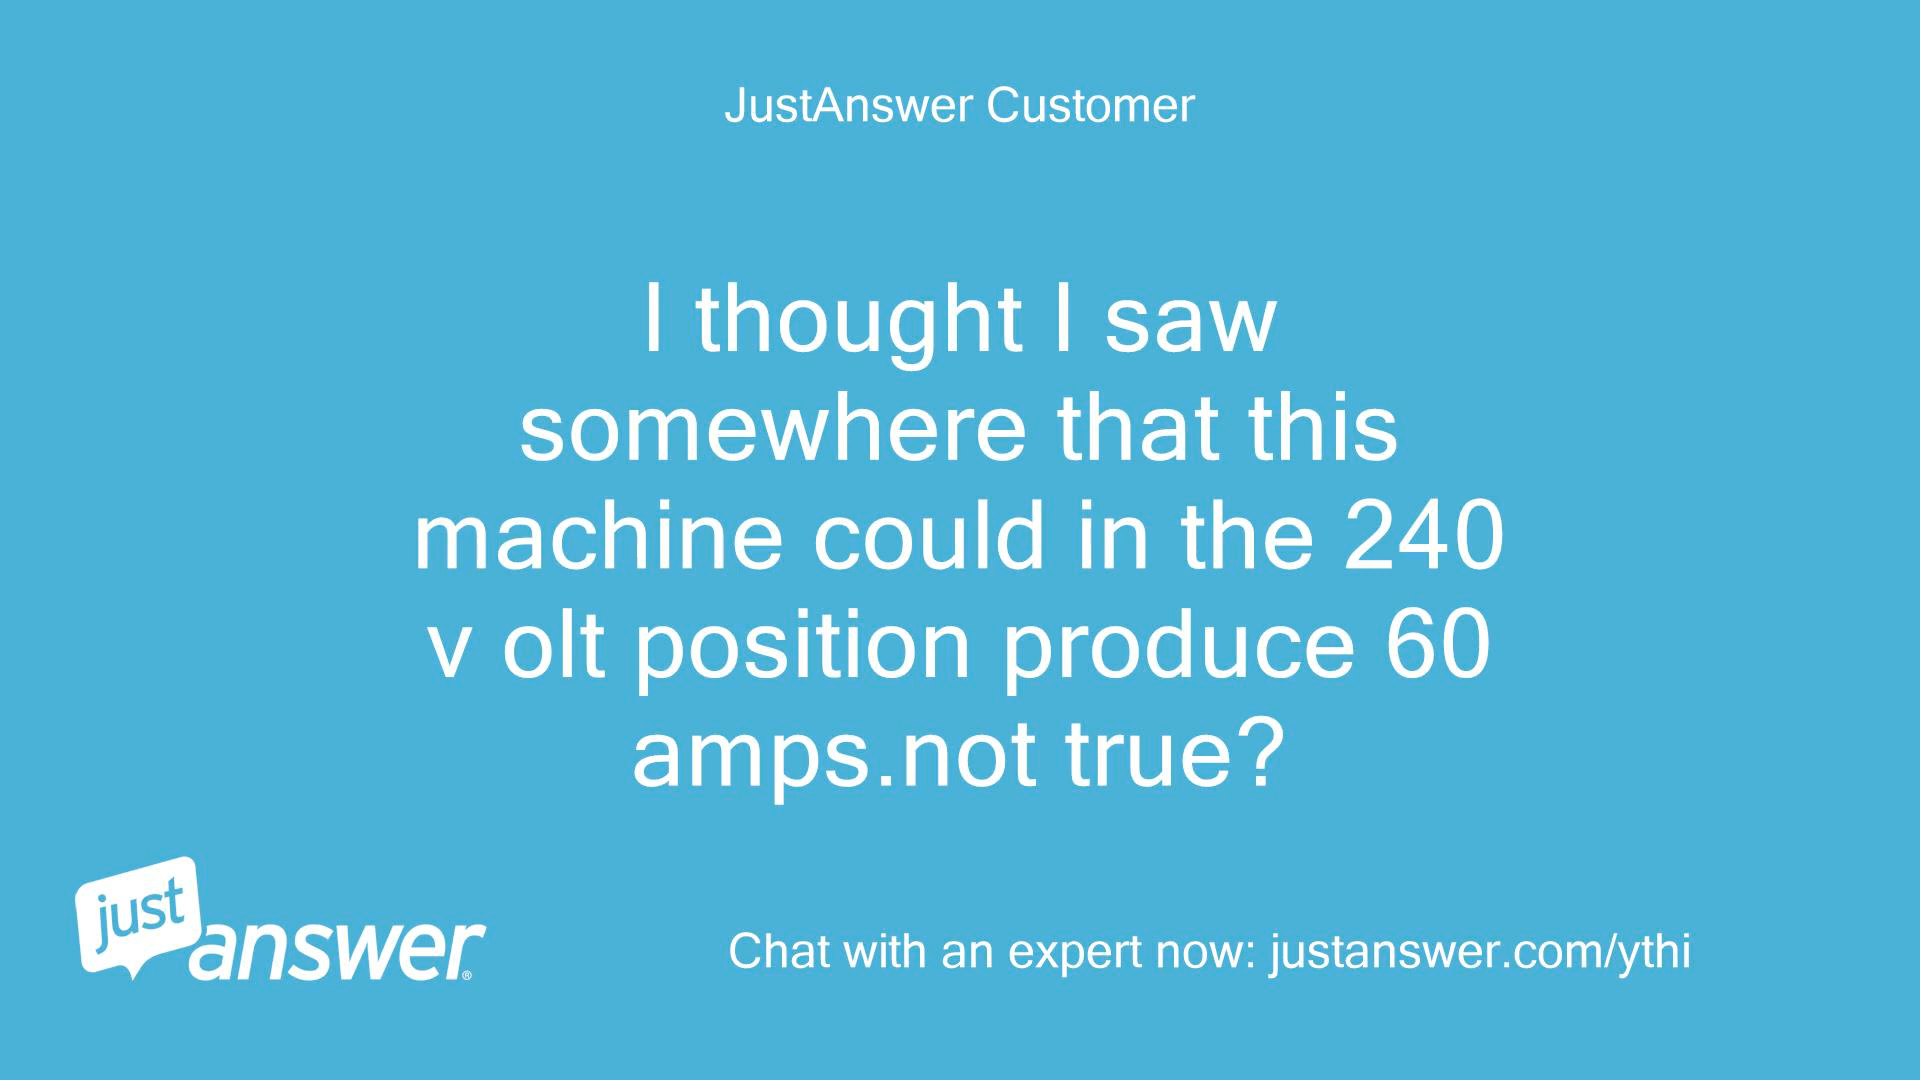 JustAnswer Customer
I thought I saw
somewhere that this
machine could in the 240
v olt position produce 60
amps.not true?
just
answer®
Chat with an expert now: justanswer.com/ythi